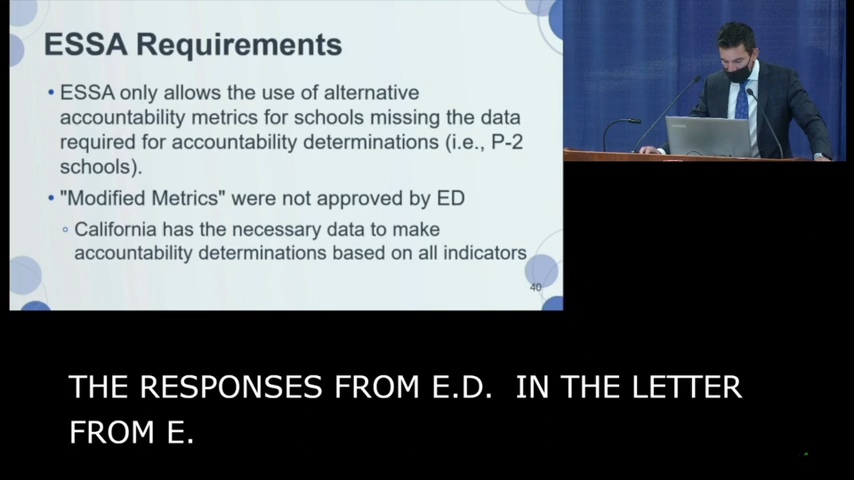 ESSA Requirements
• ESSA only allows the use of alternative
accountability metrics for schools missing the data
required for accountability determinations (i.e., P-2
schools).
• "Modified Metrics" were not approved by ED
◦ California has the necessary data to make
accountability determinations based on all indicators
40
THE RESPONSES FROM E.D.  IN THE LETTER
FROM E.